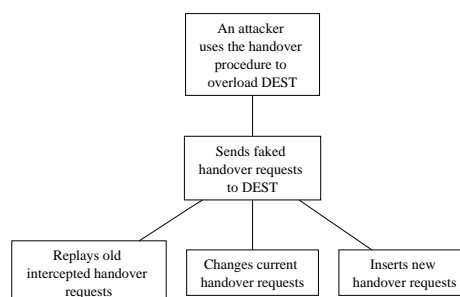 An attacker
uses the handover
procedure to
overload DEST
Sends faked
handover requests
to DEST
Replays old
intercepted handover
requests
Changes current
handover requests
Inserts new
handover requests